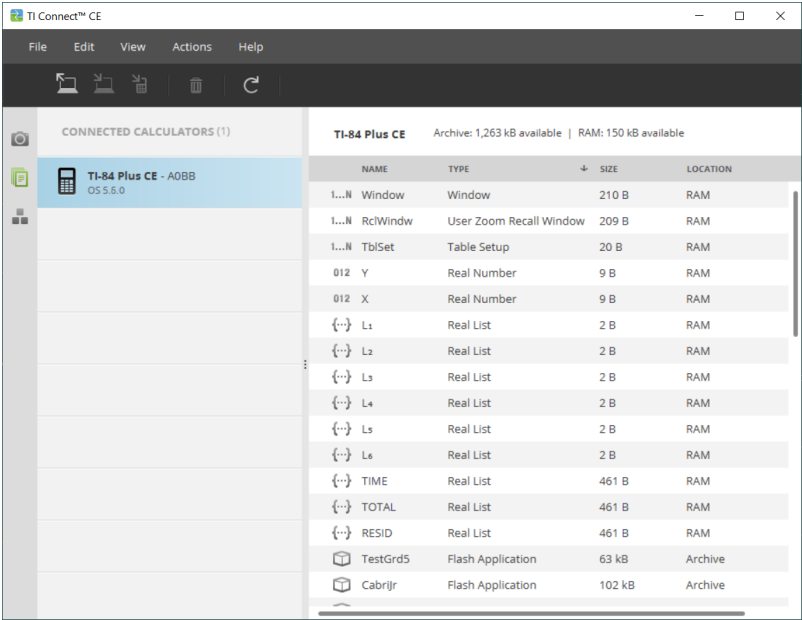 TI Connect™ CE
File Edit View Actions Help
CONNECTED CALCULATORS (1)
TI-84 Plus CE - A0BB
OS 5.6.0
TI-84 Plus CE Archive: 1,263 kB available | RAM: 150 kB available
NAME TYPE SIZE LOCATION
1...N Window Window 210 B RAM
1...N RclWindw User Zoom Recall Window 209 B RAM
1...N TblSet Table Setup 20 B RAM
012 Y Real Number 9 B RAM
012 X Real Number 9 B RAM
{···} L₁ Real List 2 B RAM
{···} L₂ Real List 2 B RAM
{···} L₃ Real List 2 B RAM
{···} L₄ Real List 2 B RAM
{···} L₅ Real List 2 B RAM
{···} L₆ Real List 2 B RAM
{···} TIME Real List 461 B RAM
{···} TOTAL Real List 461 B RAM
{···} RESID Real List 461 B RAM
TestGrd5 Flash Application 63 kB Archive
CabriJr Flash Application 102 kB Archive